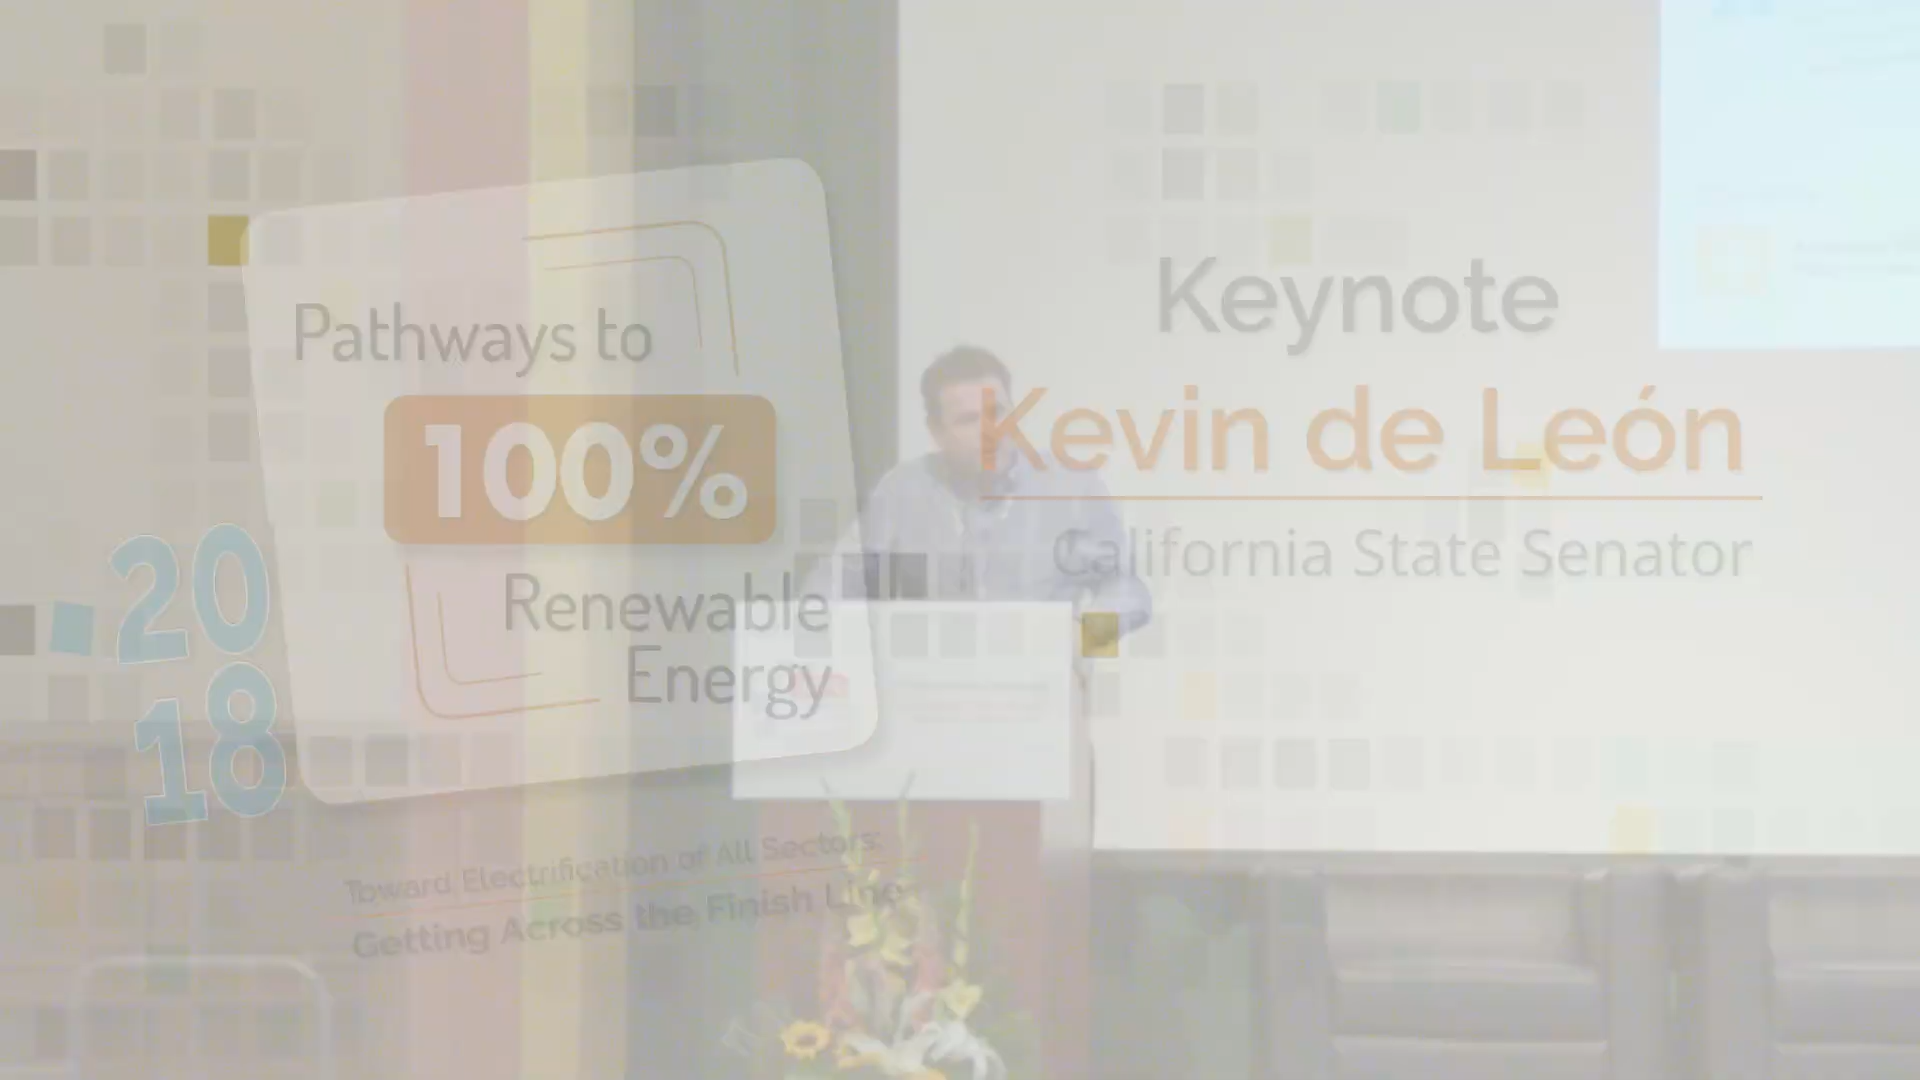 Pathways to
100%
Renewable
Energy
2018
Toward Electrification of All Sectors:
Getting Across the Finish Line
Keynote
Kevin de León
California State Senator